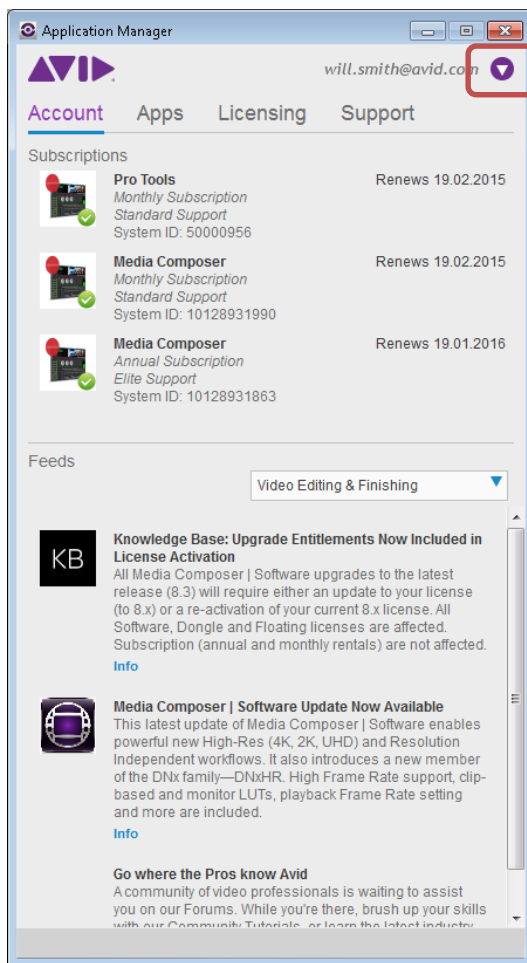 Application Manager
AVID
will.smith@avid.com
Account Apps Licensing Support
Subscriptions
Pro Tools Renews 19.02.2015
Monthly Subscription
Standard Support
System ID: 50000956
Media Composer Renews 19.02.2015
Monthly Subscription
Standard Support
System ID: 10128931990
Media Composer Renews 19.01.2016
Annual Subscription
Elite Support
System ID: 10128931863
Feeds
Video Editing & Finishing
KB
Knowledge Base: Upgrade Entitlements Now Included in
License Activation
All Media Composer | Software upgrades to the latest
release (8.3) will require either an update to your license
(to 8.x) or a re-activation of your current 8.x license. All
Software, Dongle and Floating licenses are affected.
Subscription (annual and monthly rentals) are not affected.
Info
Media Composer | Software Update Now Available
This latest update of Media Composer | Software enables
powerful new High-Res (4K, 2K, UHD) and Resolution
Independent workflows. It also introduces a new member
of the DNx family—DNxHR. High Frame Rate support, clip-
based and monitor LUTs, playback Frame Rate setting
and more are included.
Info
Go where the Pros know Avid
A community of video professionals is waiting to assist
you on our Forums. While you're there, brush up your skills
with our Community Tutorials, or learn the latest industry